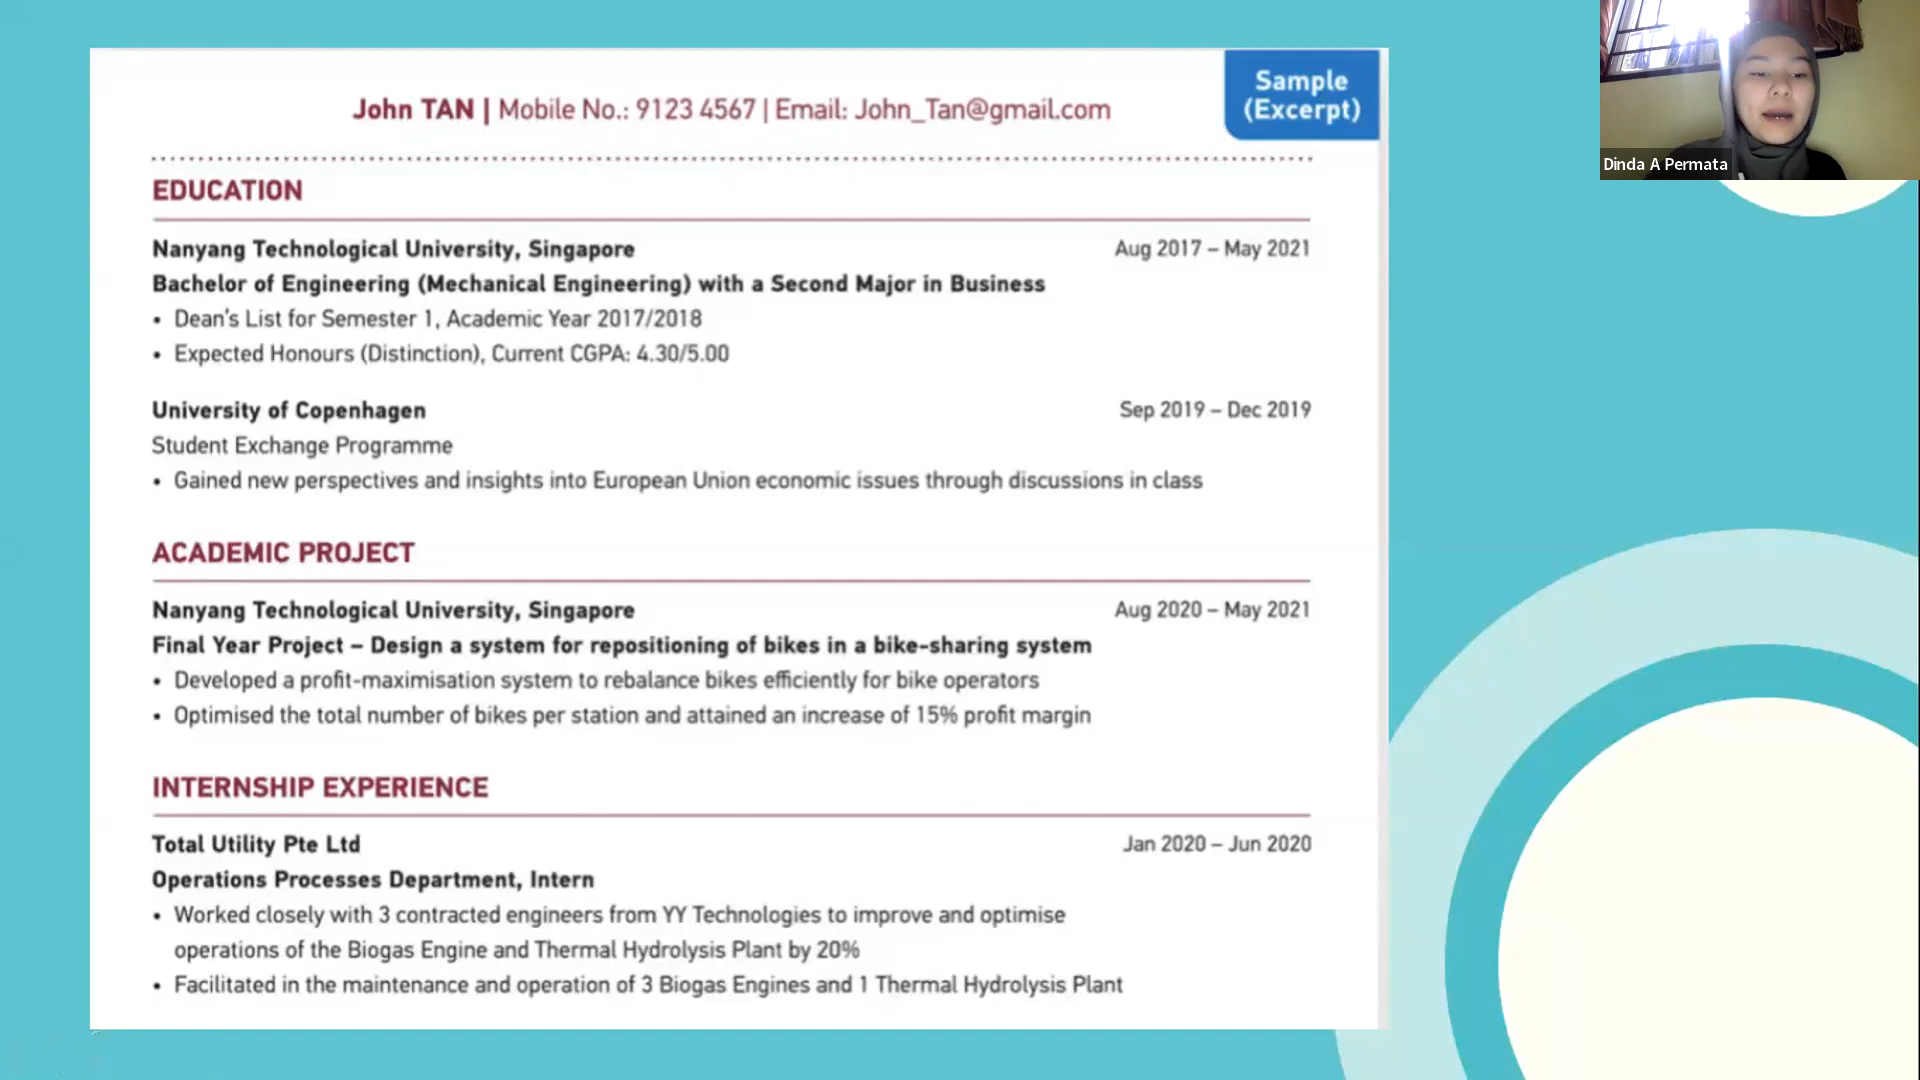 Sample
(Excerpt)
John TAN | Mobile No.: 9123 4567 | Email: John_Tan@gmail.com
EDUCATION
Nanyang Technological University, Singapore Aug 2017 – May 2021
Bachelor of Engineering (Mechanical Engineering) with a Second Major in Business
• Dean's List for Semester 1, Academic Year 2017/2018
• Expected Honours (Distinction), Current CGPA: 4.30/5.00
University of Copenhagen Sep 2019 – Dec 2019
Student Exchange Programme
• Gained new perspectives and insights into European Union economic issues through discussions in class
ACADEMIC PROJECT
Nanyang Technological University, Singapore Aug 2020 – May 2021
Final Year Project – Design a system for repositioning of bikes in a bike-sharing system
• Developed a profit-maximisation system to rebalance bikes efficiently for bike operators
• Optimised the total number of bikes per station and attained an increase of 15% profit margin
INTERNSHIP EXPERIENCE
Total Utility Pte Ltd Jan 2020 – Jun 2020
Operations Processes Department, Intern
• Worked closely with 3 contracted engineers from YY Technologies to improve and optimise
operations of the Biogas Engine and Thermal Hydrolysis Plant by 20%
• Facilitated in the maintenance and operation of 3 Biogas Engines and 1 Thermal Hydrolysis Plant
Dinda A Permata